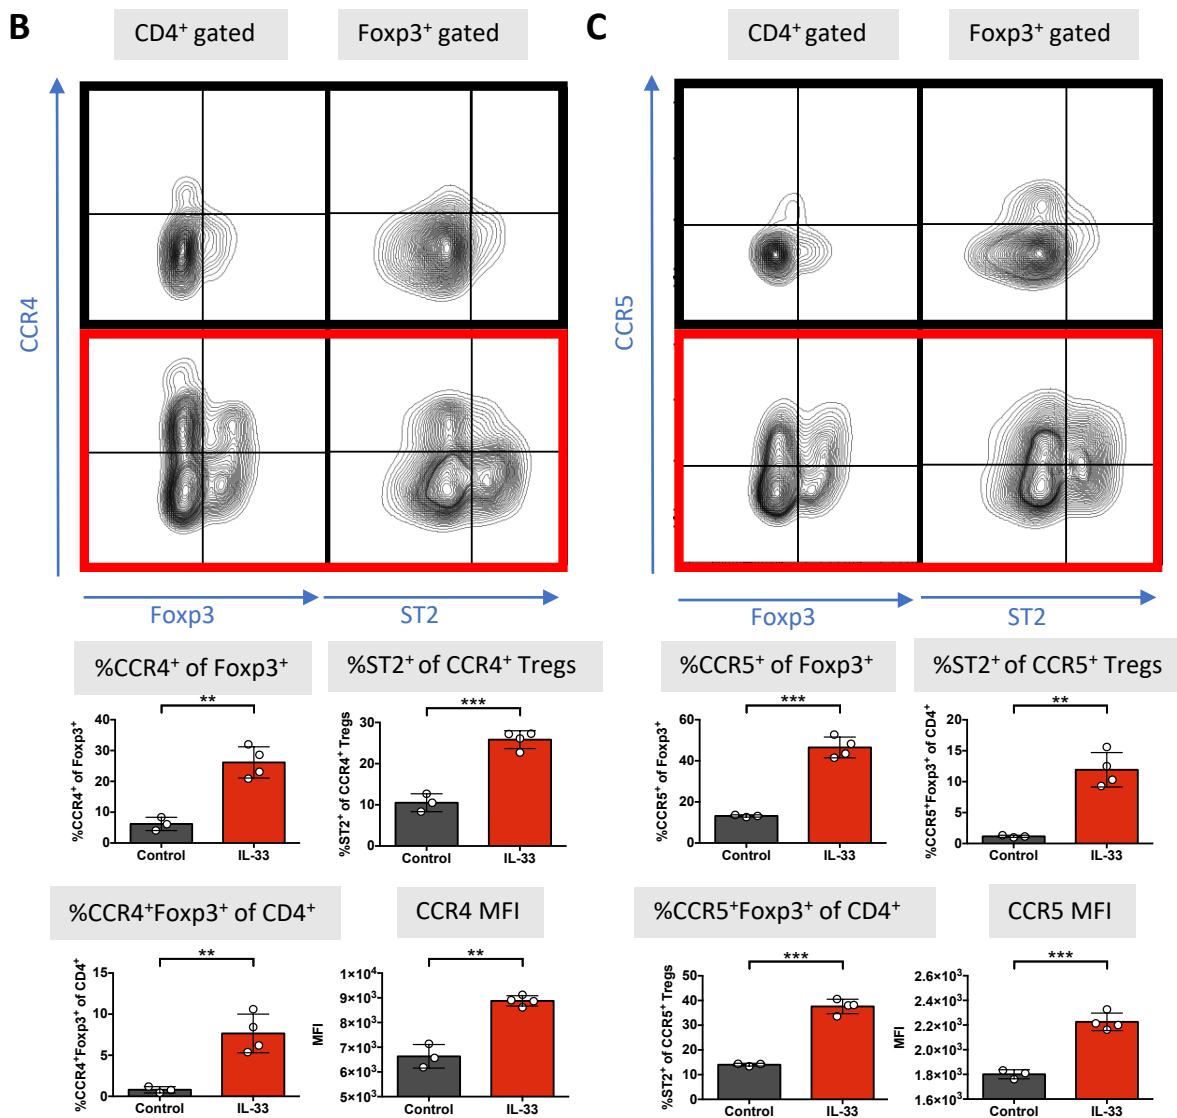 B
CD4⁺ gated
Foxp3⁺ gated
CCR4
Foxp3
ST2
%CCR4⁺ of Foxp3⁺
%ST2⁺ of CCR4⁺ Tregs
**
%CCR4⁺ of Foxp3⁺
40
30
20
10
0
Control
IL-33
***
%ST2⁺ of CCR4⁺ Tregs
30
20
10
0
Control
IL-33
%CCR4⁺Foxp3⁺ of CD4⁺
CCR4 MFI
**
%CCR4⁺Foxp3⁺ of CD4⁺
15
10
5
0
Control
IL-33
**
MFI
1×10⁴
9×10³
8×10³
7×10³
6×10³
5×10³
Control
IL-33
C
CD4⁺ gated
Foxp3⁺ gated
CCR5
Foxp3
ST2
%CCR5⁺ of Foxp3⁺
%ST2⁺ of CCR5⁺ Tregs
***
%CCR5⁺ of Foxp3⁺
60
40
20
0
Control
IL-33
**
%CCR5⁺Foxp3⁺ of CD4⁺
20
15
10
5
0
Control
IL-33
%CCR5⁺Foxp3⁺ of CD4⁺
CCR5 MFI
***
%ST2⁺ of CCR5⁺ Tregs
50
40
30
20
10
0
Control
IL-33
***
MFI
2.6×10³
2.4×10³
2.2×10³
2.0×10³
1.8×10³
1.6×10³
Control
IL-33